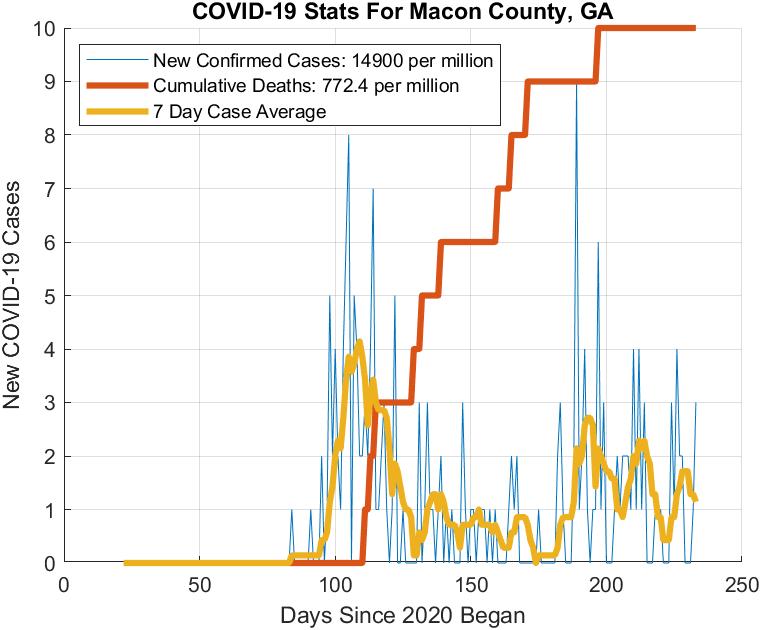 COVID-19 Stats For Macon County, GA
New Confirmed Cases: 14900 per million
Cumulative Deaths: 772.4 per million
7 Day Case Average
New COVID-19 Cases
10
9
8
7
6
5
4
3
2
1
0
0 50 100 150 200 250
Days Since 2020 Began